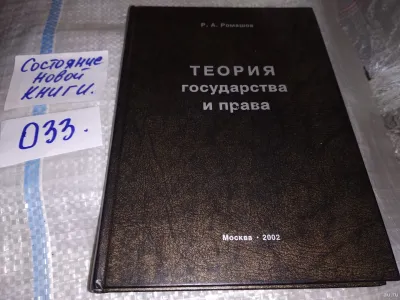 Состояние
новой
книги.
033.
Р. А. Ромашов
ТЕОРИЯ
государства
и права
Москва • 2002